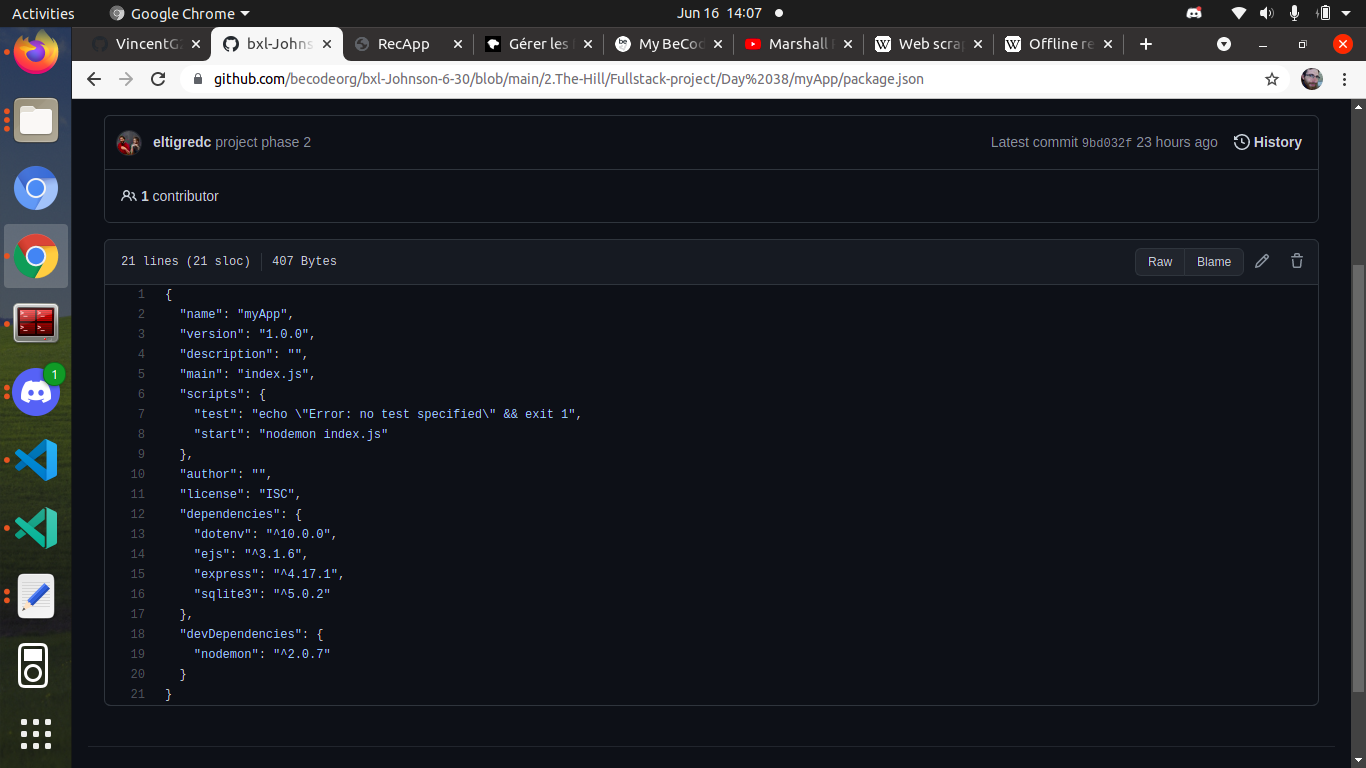 Activities Google Chrome Jun 16 14:07
VincentG bxl-Johns RecApp Gérer les My BeCod Marshall Web scrap Offline re
github.com/becodeorg/bxl-Johnson-6-30/blob/main/2.The-Hill/Fullstack-project/Day%2038/myApp/package.json
eltigredc project phase 2 Latest commit 9bd032f 23 hours ago History
1 contributor
21 lines (21 sloc) 407 Bytes Raw Blame
1 {
2 "name": "myApp",
3 "version": "1.0.0",
4 "description": "",
5 "main": "index.js",
6 "scripts": {
7 "test": "echo \"Error: no test specified\" && exit 1",
8 "start": "nodemon index.js"
9 },
10 "author": "",
11 "license": "ISC",
12 "dependencies": {
13 "dotenv": "^10.0.0",
14 "ejs": "^3.1.6",
15 "express": "^4.17.1",
16 "sqlite3": "^5.0.2"
17 },
18 "devDependencies": {
19 "nodemon": "^2.0.7"
20 }
21 }
1